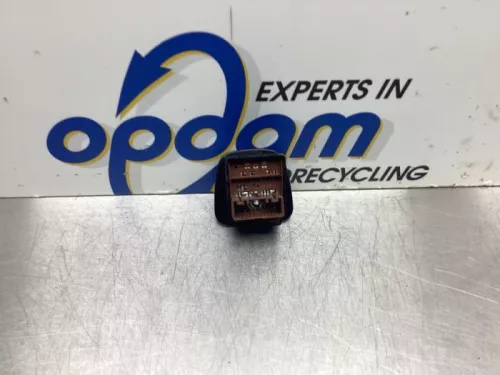 EXPERTS IN
opdam
RECYCLING